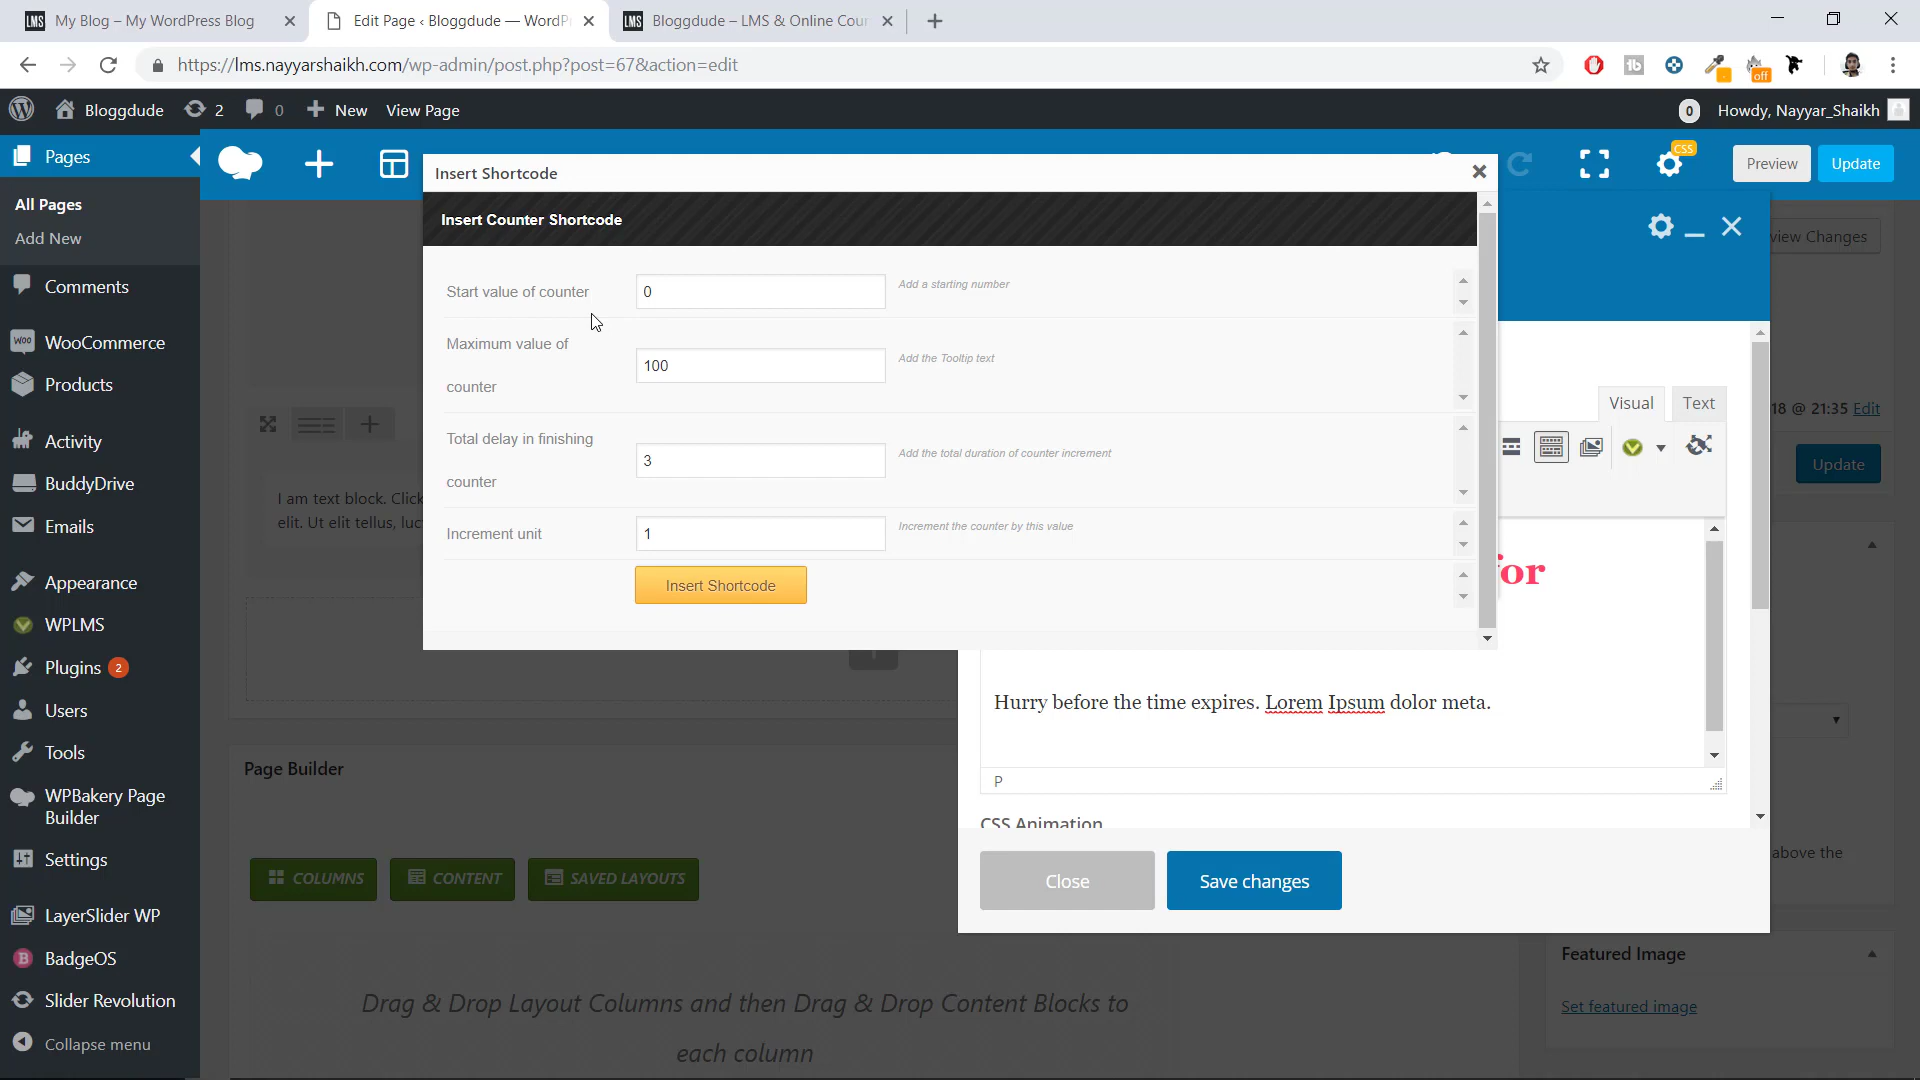 My Blog – My WordPress Blog
Edit Page ‹ Bloggdude — WordP
Bloggdude – LMS & Online Cour
https://lms.nayyarshaikh.com/wp-admin/post.php?post=67&action=edit
off
Bloggdude
2
0
New
View Page
0
Howdy, Nayyar_Shaikh
Pages
All Pages
Add New
Comments
WooCommerce
Products
Activity
BuddyDrive
Emails
Appearance
WPLMS
Plugins 2
Users
Tools
WPBakery Page
Builder
Settings
LayerSlider WP
BadgeOS
Slider Revolution
Collapse menu
CSS
Preview
Update
Insert Shortcode
Insert Counter Shortcode
Start value of counter
0
Add a starting number
Maximum value of
counter
100
Add the Tooltip text
Total delay in finishing
counter
3
Add the total duration of counter increment
Increment unit
1
Increment the counter by this value
Insert Shortcode
view Changes
Visual
Text
18 @ 21:35 Edit
Update
I am text block. Click
elit. Ut elit tellus, luc
for
Hurry before the time expires. Lorem Ipsum dolor meta.
P
CSS Animation
Close
Save changes
Page Builder
COLUMNS
CONTENT
SAVED LAYOUTS
above the
Drag & Drop Layout Columns and then Drag & Drop Content Blocks to
each column
Featured Image
Set featured image